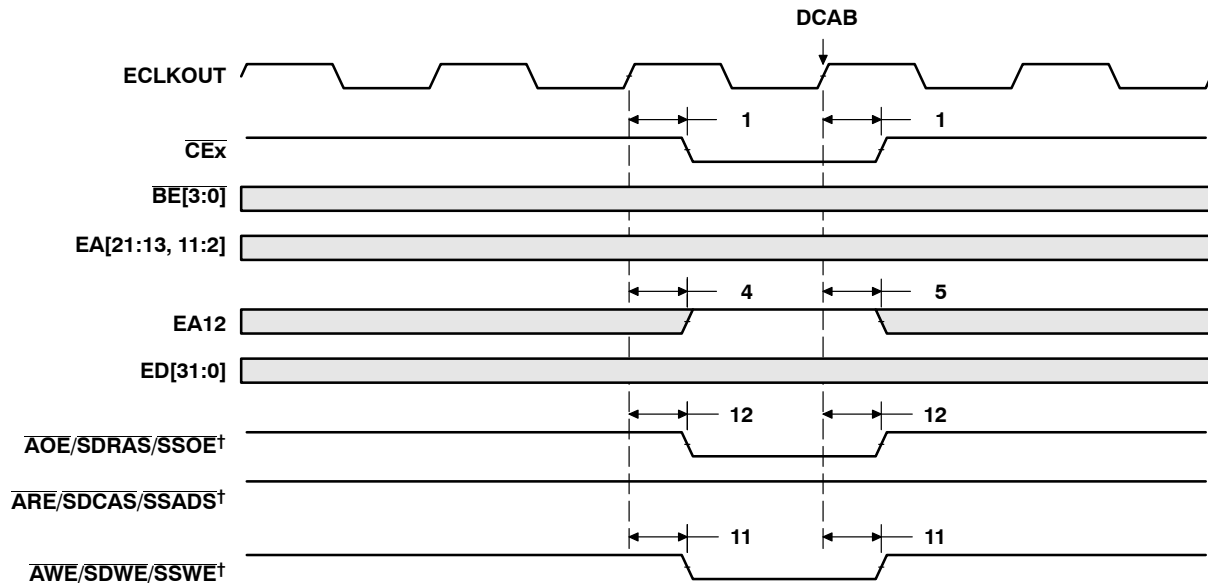 DCAB
ECLKOUT
1 1
CEx
BE[3:0]
EA[21:13, 11:2]
4 5
EA12
ED[31:0]
12 12
AOE/SDRAS/SSOE†
ARE/SDCAS/SSADS†
11 11
AWE/SDWE/SSWE†